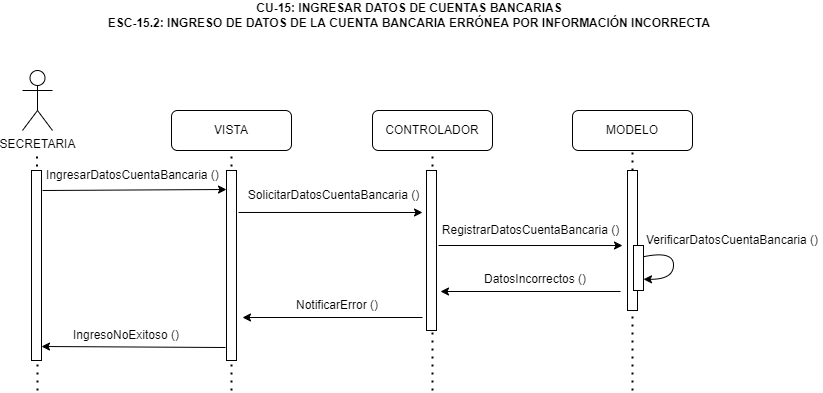 CU-15: INGRESAR DATOS DE CUENTAS BANCARIAS
ESC-15.2: INGRESO DE DATOS DE LA CUENTA BANCARIA ERRÓNEA POR INFORMACIÓN INCORRECTA
SECRETARIA
VISTA
CONTROLADOR
MODELO
IngresarDatosCuentaBancaria ()
SolicitarDatosCuentaBancaria ()
RegistrarDatosCuentaBancaria ()
VerificarDatosCuentaBancaria ()
DatosIncorrectos ()
NotificarError ()
IngresoNoExitoso ()